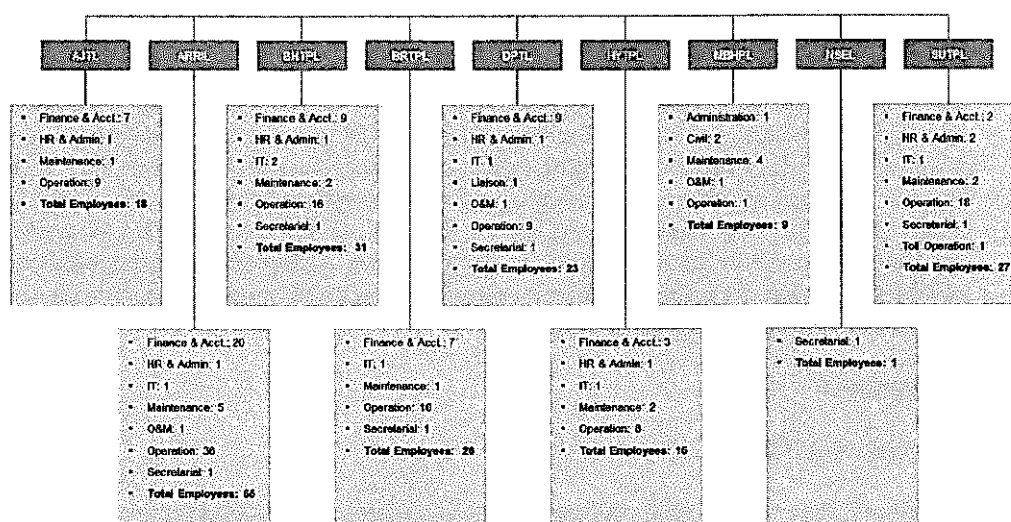 AJTL ARRIL BHTPL BRTPL DPTL HYTPL MBHPL NSEL SUTPL
• Finance & Acct.: 7
• HR & Admin: 1
• Maintenance: 1
• Operation: 9
• Total Employees: 18
• Finance & Acct.: 9
• HR & Admin: 1
• IT: 2
• Maintenance: 2
• Operation: 16
• Secretarial: 1
• Total Employees: 31
• Finance & Acct.: 9
• HR & Admin: 1
• IT: 1
• Liaison: 1
• O&M: 1
• Operation: 9
• Secretarial: 1
• Total Employees: 23
• Administration: 1
• Civil: 2
• Maintenance: 4
• O&M: 1
• Operation: 1
• Total Employees: 9
• Finance & Acct.: 2
• HR & Admin: 2
• IT: 1
• Maintenance: 2
• Operation: 18
• Secretarial: 1
• Toll Operation: 1
• Total Employees: 27
• Finance & Acct.: 20
• HR & Admin: 1
• IT: 1
• Maintenance: 5
• O&M: 1
• Operation:
• Secretarial: 1
• Total Employees:
• Finance & Acct.: 7
• IT: 1
• Maintenance: 1
• Operation:
• Secretarial: 1
• Total Employees:
• Finance & Acct.: 3
• HR & Admin: 1
• IT: 1
• Maintenance: 2
• Operation: 8
• Total Employees:
• Secretarial: 1
• Total Employees: 1